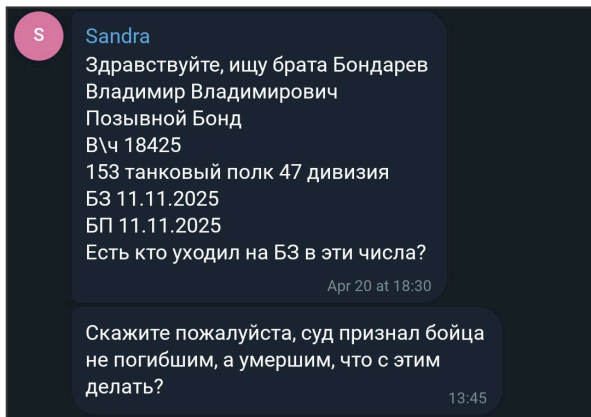 S
Sandra
Здравствуйте, ищу брата Бондарев
Владимир Владимирович
Позывной Бонд
В\ч 18425
153 танковый полк 47 дивизия
БЗ 11.11.2025
БП 11.11.2025
Есть кто уходил на БЗ в эти числа?
Apr 20 at 18:30
Скажите пожалуйста, суд признал бойца
не погибшим, а умершим, что с этим
делать?
13:45